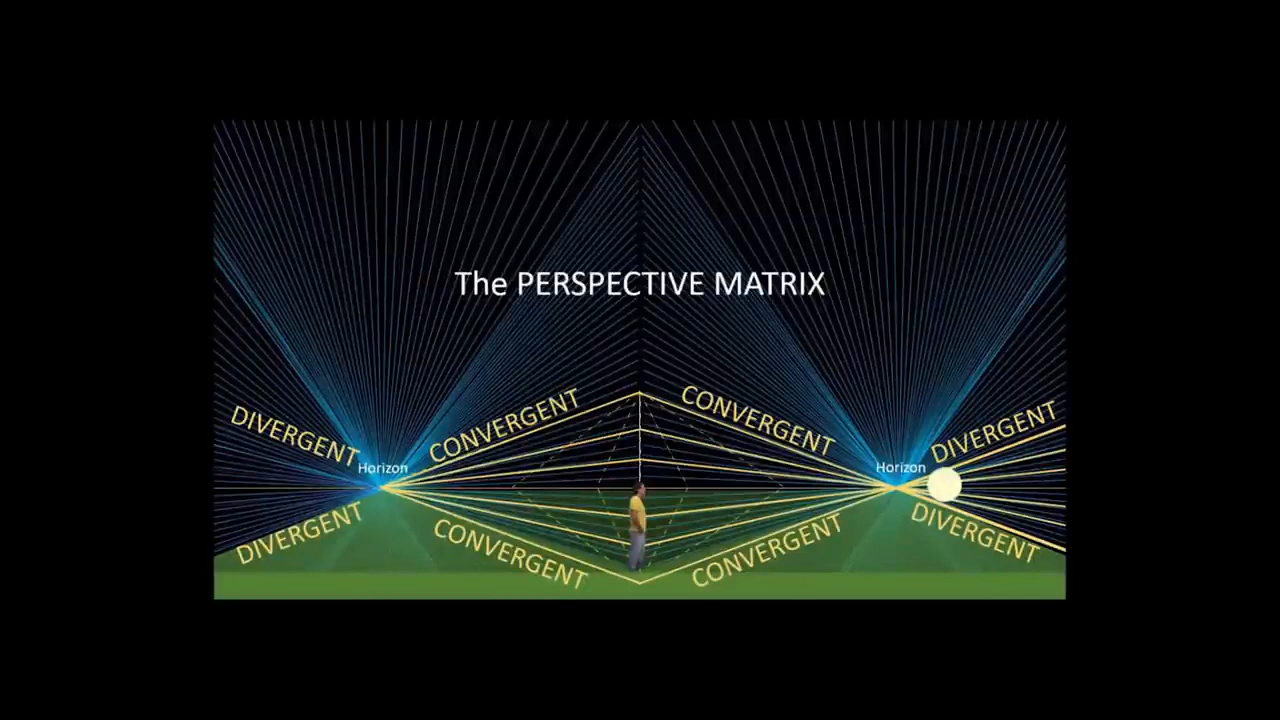 The PERSPECTIVE MATRIX
DIVERGENT
CONVERGENT
CONVERGENT
DIVERGENT
Horizon
Horizon
DIVERGENT
CONVERGENT
CONVERGENT
DIVERGENT